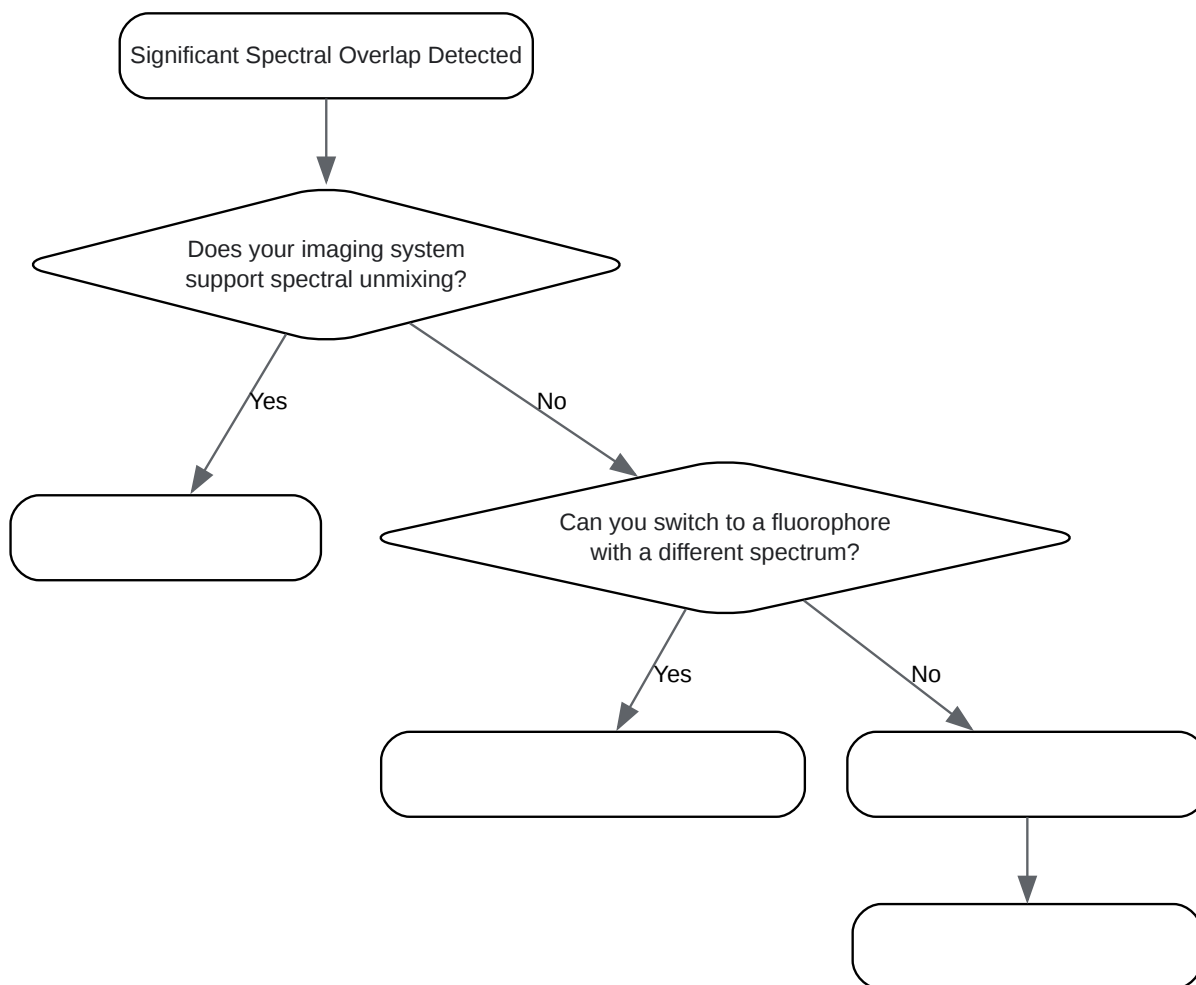 Significant Spectral Overlap Detected
Does your imaging system
support spectral unmixing?
Yes
No
Can you switch to a fluorophore
with a different spectrum?
Yes
No